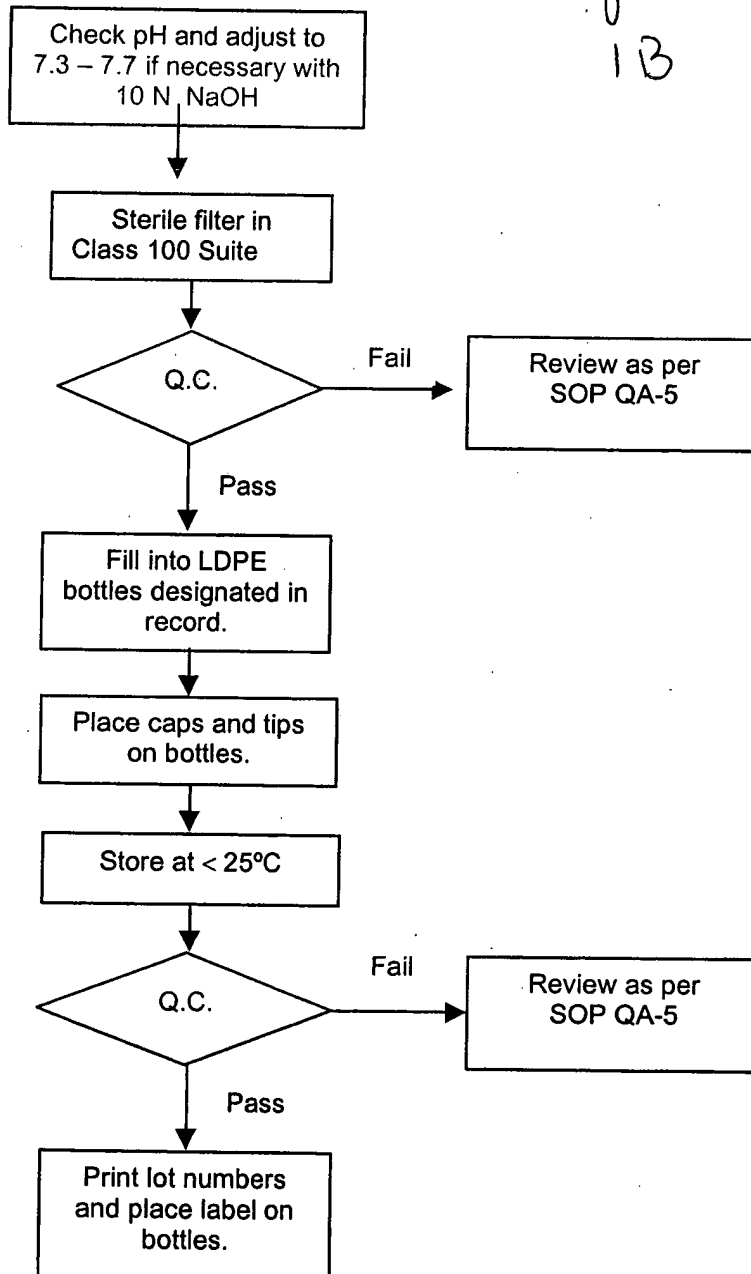 1B
Check pH and adjust to
7.3 – 7.7 if necessary with
10 N NaOH
Sterile filter in
Class 100 Suite
Q.C.
Fail
Review as per
SOP QA-5
Pass
Fill into LDPE
bottles designated in
record.
Place caps and tips
on bottles.
Store at < 25ºC
Q.C.
Fail
Review as per
SOP QA-5
Pass
Print lot numbers
and place label on
bottles.